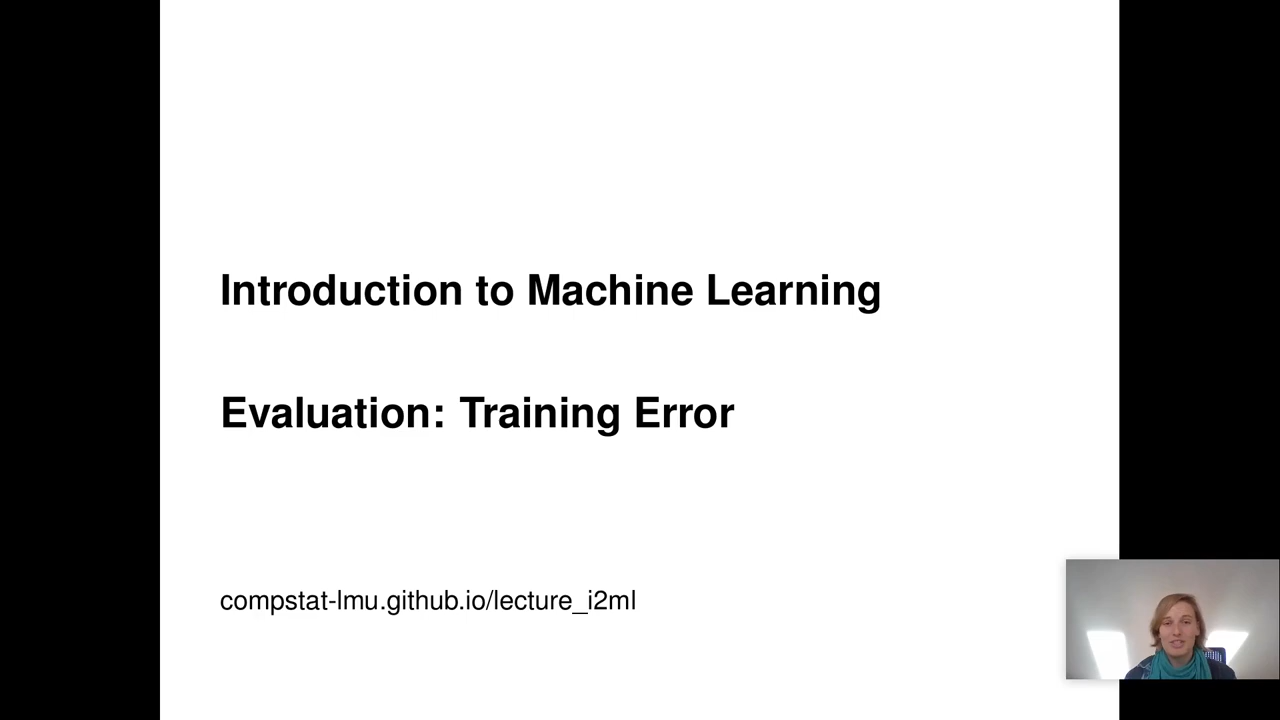 Introduction to Machine Learning
Evaluation: Training Error
compstat-lmu.github.io/lecture_i2ml